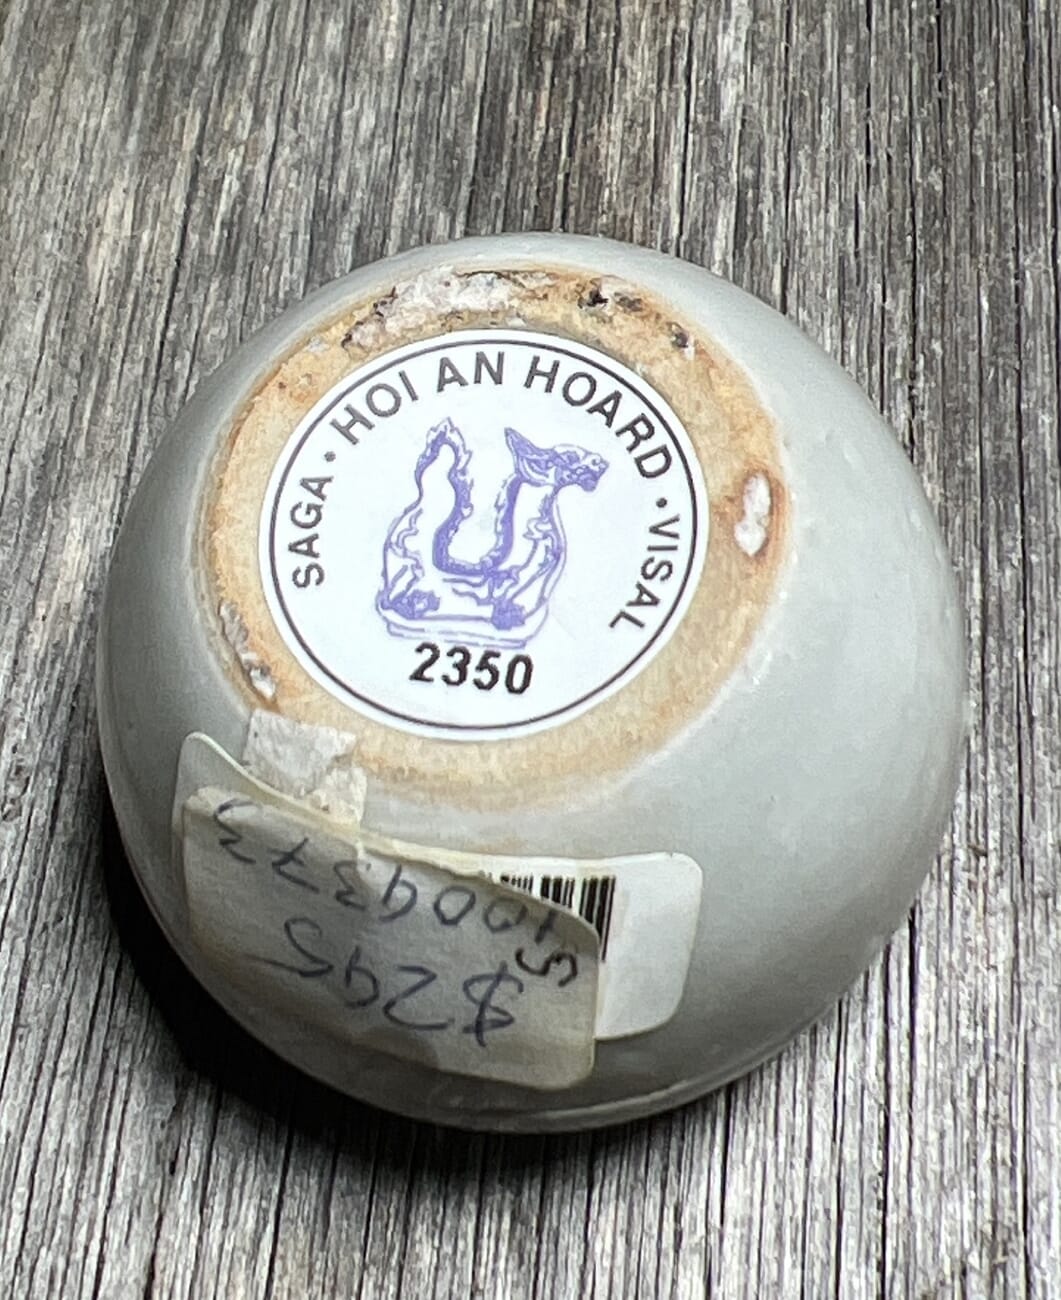 SAGA · HOI AN HOARD · VISAL
2350
$295